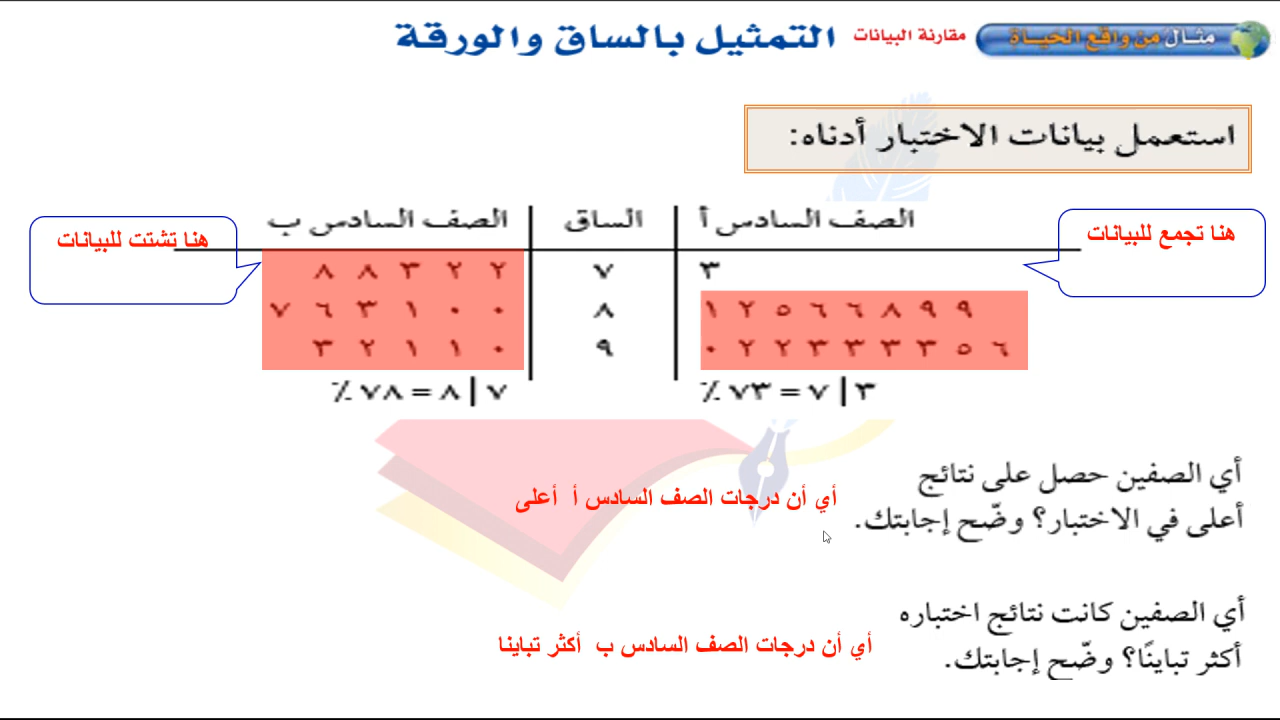 مثال من واقع الحياة مقارنة البيانات التمثيل بالساق والورقة
استعمل بيانات الاختبار أدناه:
هنا تجمع للبيانات
الصف السادس أ الساق الصف السادس ب
هنا تشتت للبيانات
٣ ٧ ٢ ٢ ٣ ٨ ٨
١ ٢ ٥ ٦ ٦ ٨ ٩ ٩ ٨ ٠ ٠ ١ ٣ ٦ ٧
٠ ٢ ٢ ٣ ٣ ٣ ٣ ٥ ٦ ٩ ٠ ١ ١ ٢ ٣
٣ | ٧ = ٧٣ ٪ ٧ | ٨ = ٧٨ ٪
أي الصفين حصل على نتائج
أعلى في الاختبار؟ وضّح إجابتك.
أي أن درجات الصف السادس أ أعلى
أي الصفين كانت نتائج اختباره
أكثر تباينًا؟ وضّح إجابتك.
أي أن درجات الصف السادس ب أكثر تباينا